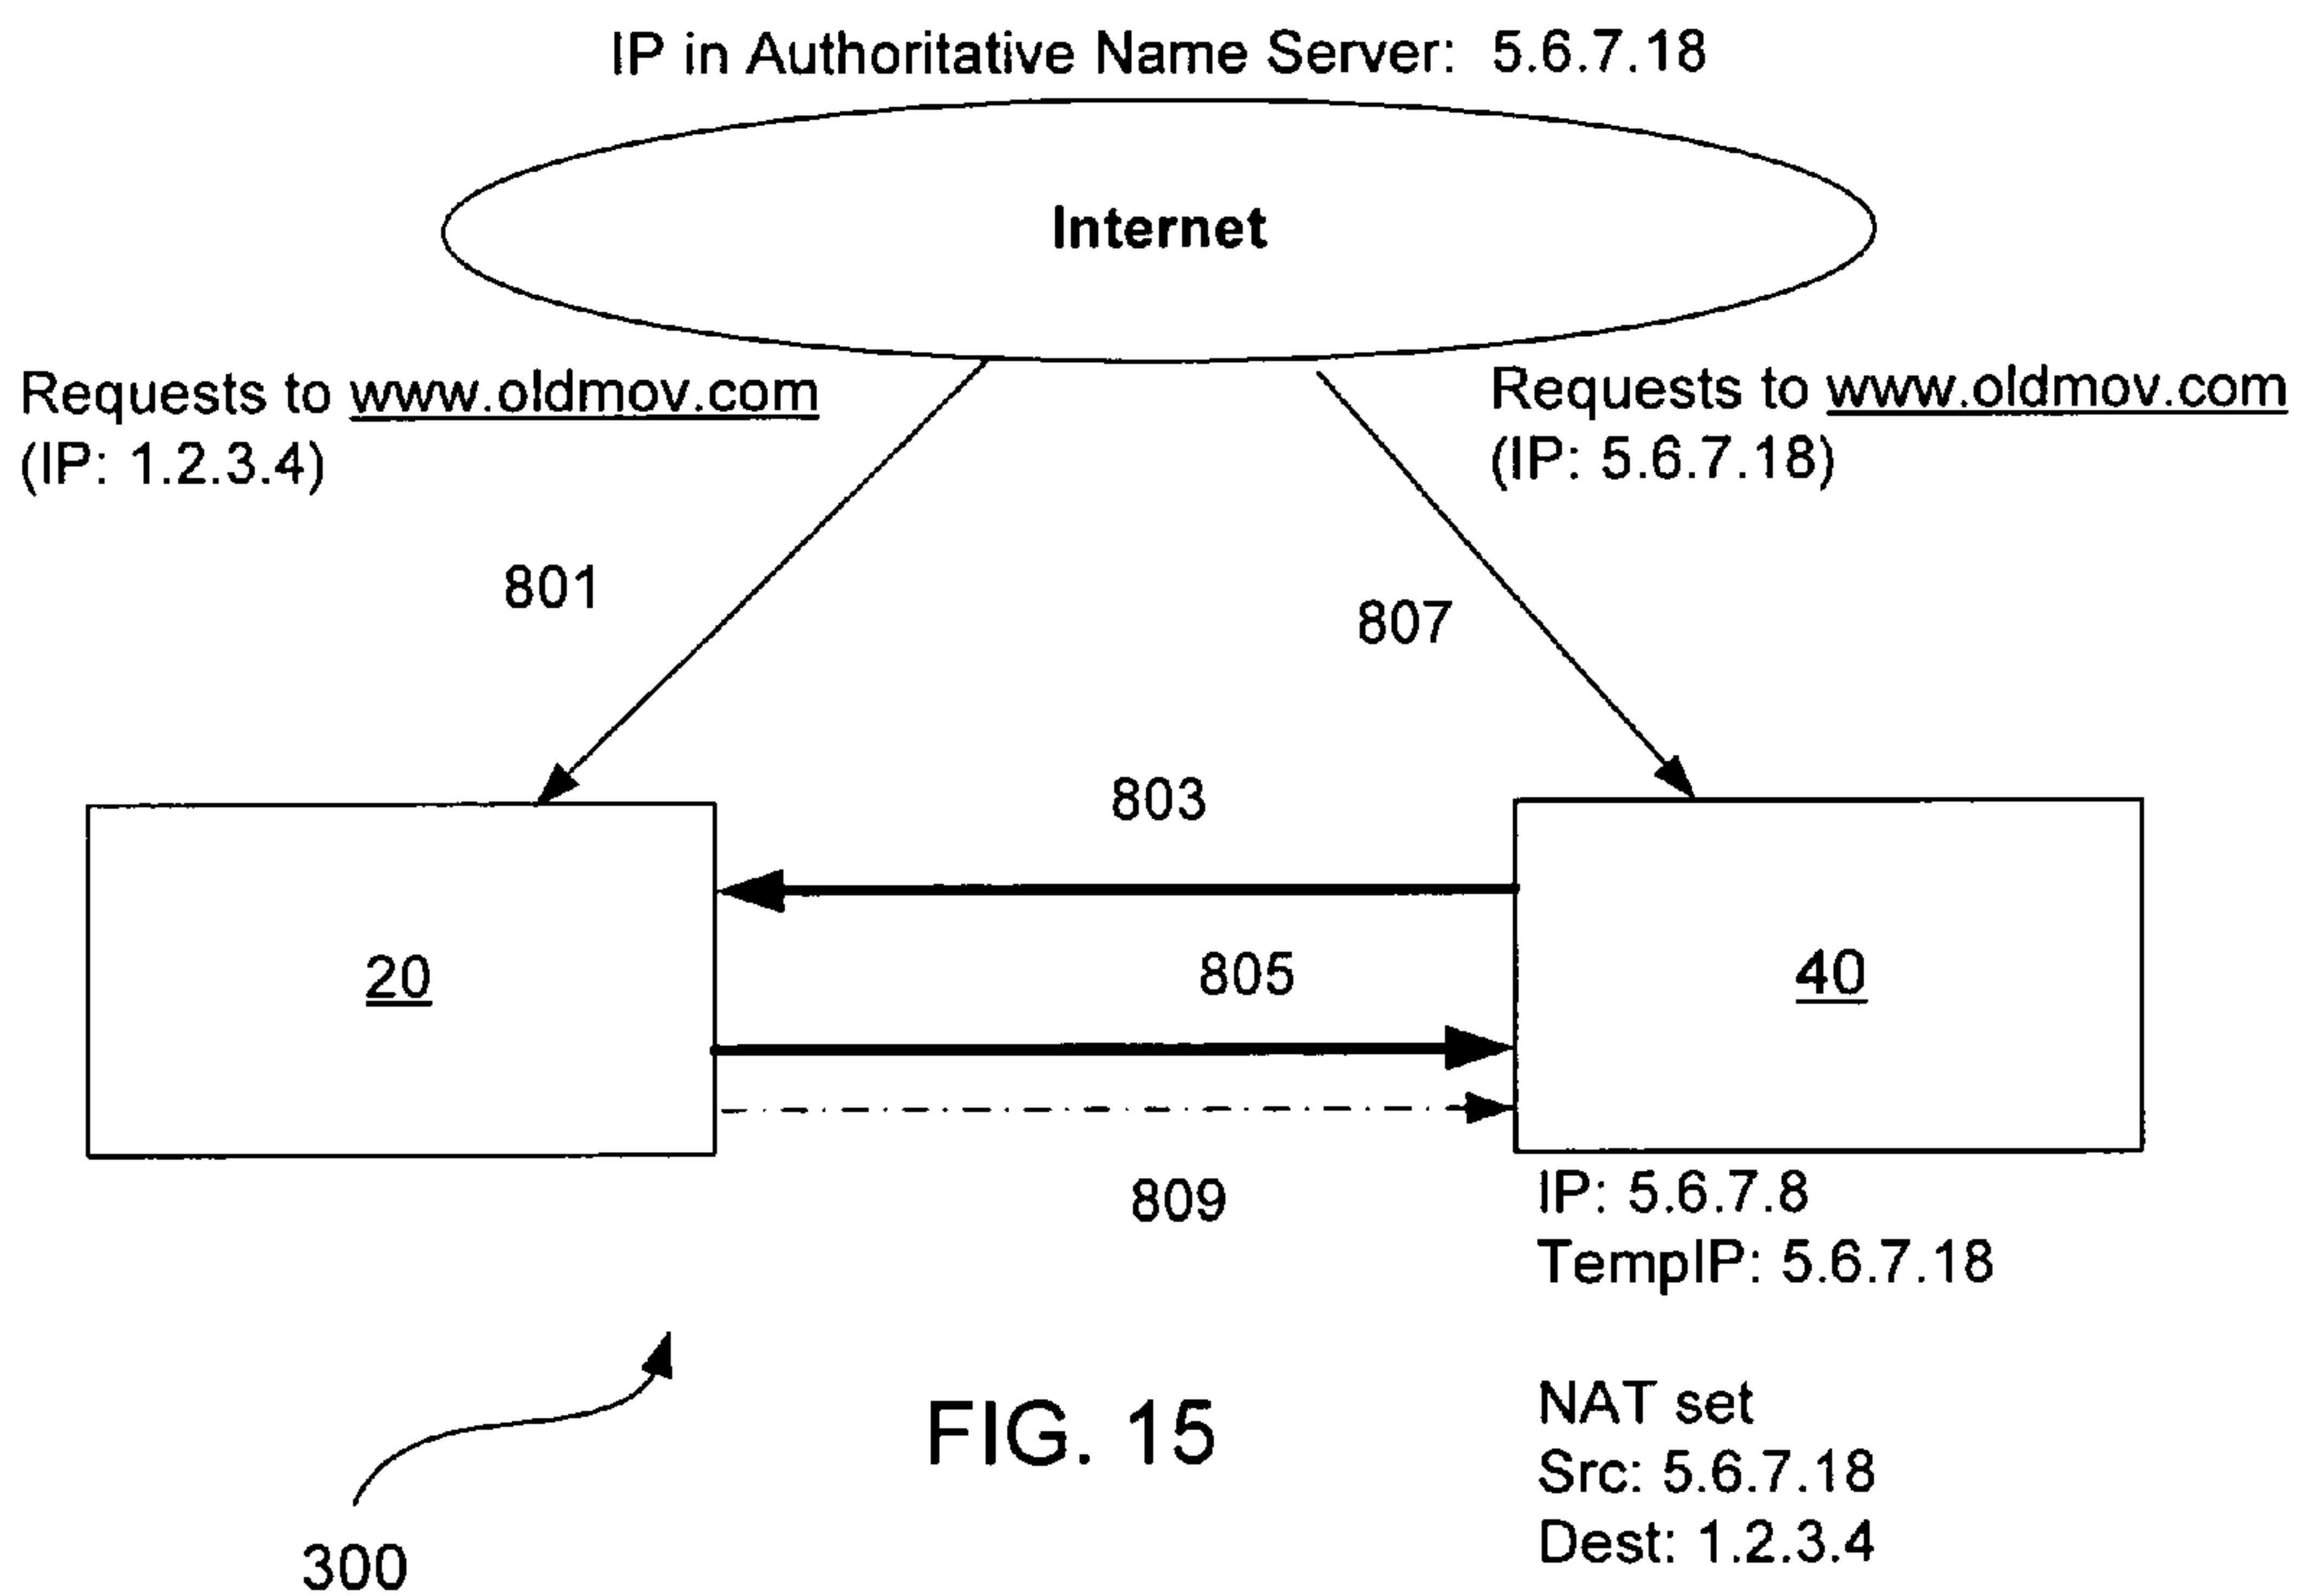 IP in Authoritative Name Server: 5.6.7.18
Internet
Requests to www.oldmov.com
(IP: 1.2.3.4)
Requests to www.oldmov.com
(IP: 5.6.7.18)
801
807
803
805
20
40
809
IP: 5.6.7.8
TempIP: 5.6.7.18
NAT set
Src: 5.6.7.18
Dest: 1.2.3.4
FIG. 15
300